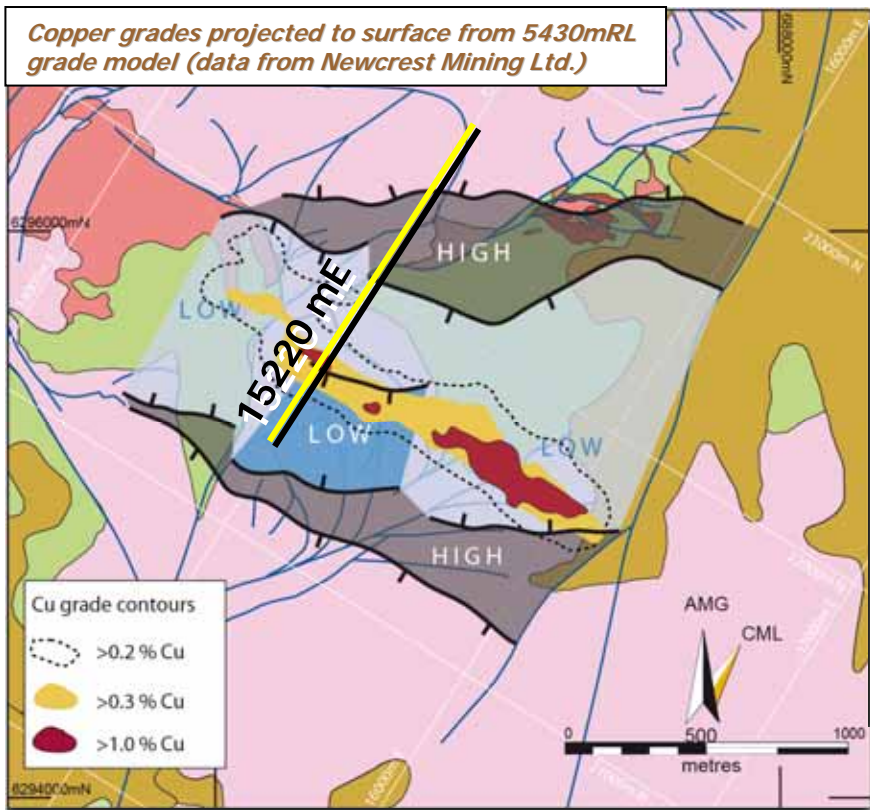 Copper grades projected to surface from 5430mRL
grade model (data from Newcrest Mining Ltd.)
16000m E
6296000mN
HIGH
LOW
15220 mE
LOW
LOW
HIGH
Cu grade contours
>0.2 % Cu
>0.3 % Cu
>1.0 % Cu
AMG
CML
0 500 1000
metres
6294000mN